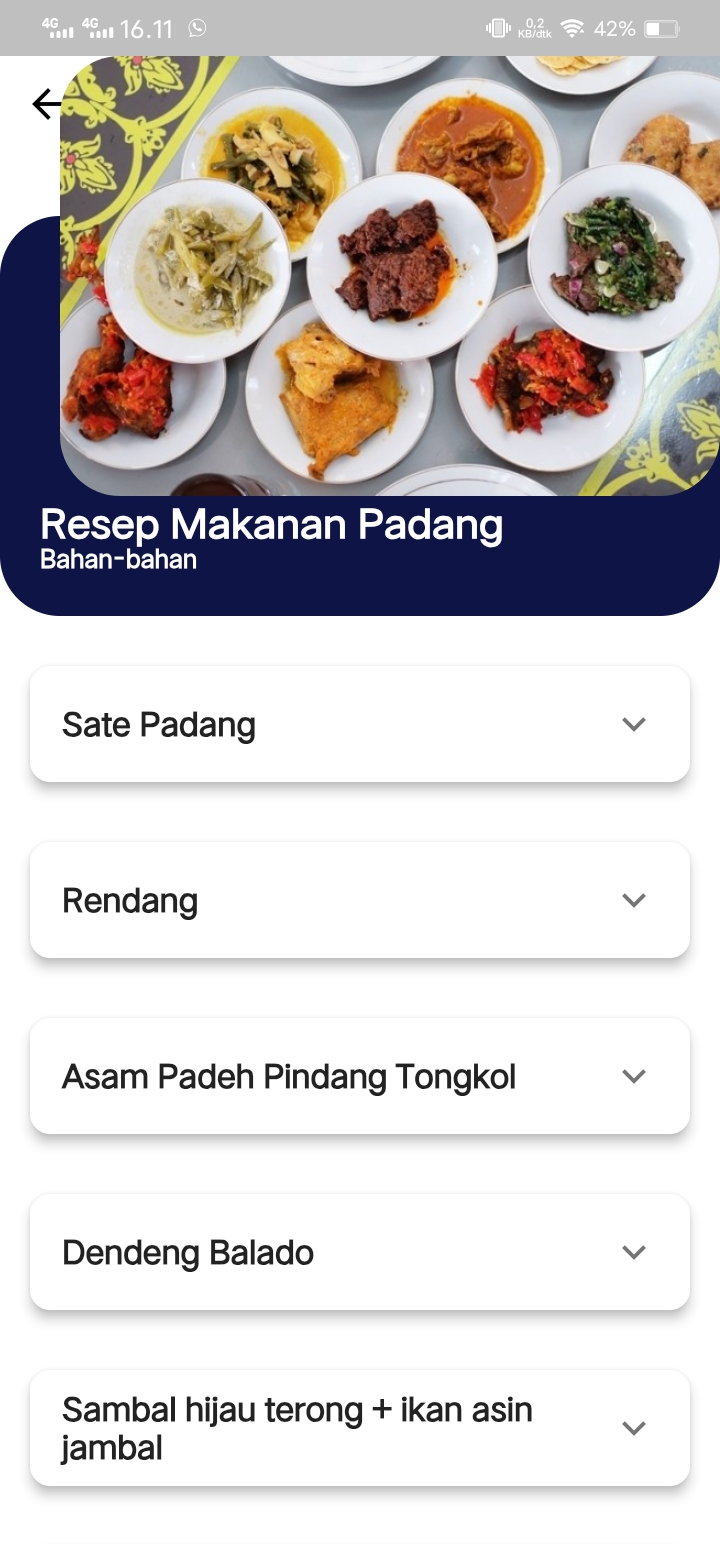 4G 4G 16.11 0,2 KB/dtk 42%
Resep Makanan Padang
Bahan-bahan
Sate Padang
Rendang
Asam Padeh Pindang Tongkol
Dendeng Balado
Sambal hijau terong + ikan asin
jambal